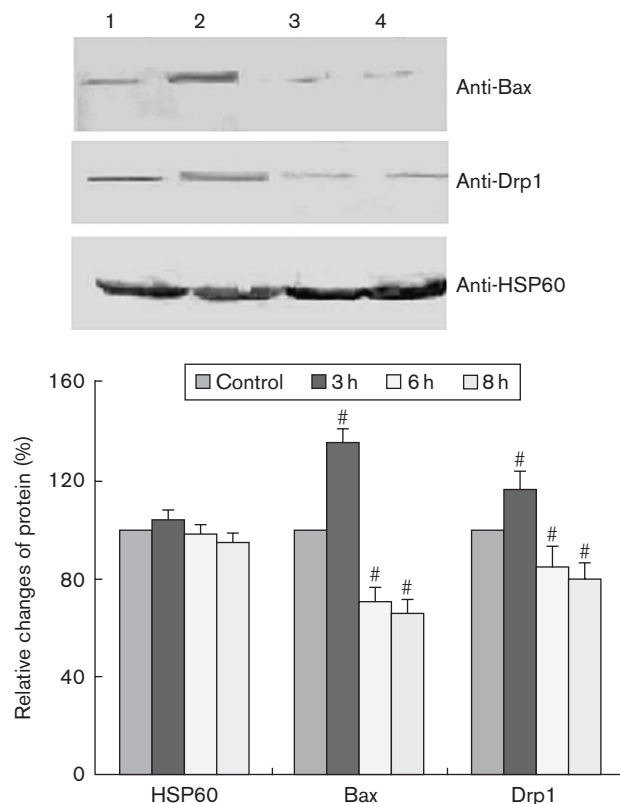 1 2 3 4
Anti-Bax
Anti-Drp1
Anti-HSP60
Control 3 h 6 h 8 h
Relative changes of protein (%)
160
120
80
40
0
# # #
# # #
HSP60 Bax Drp1